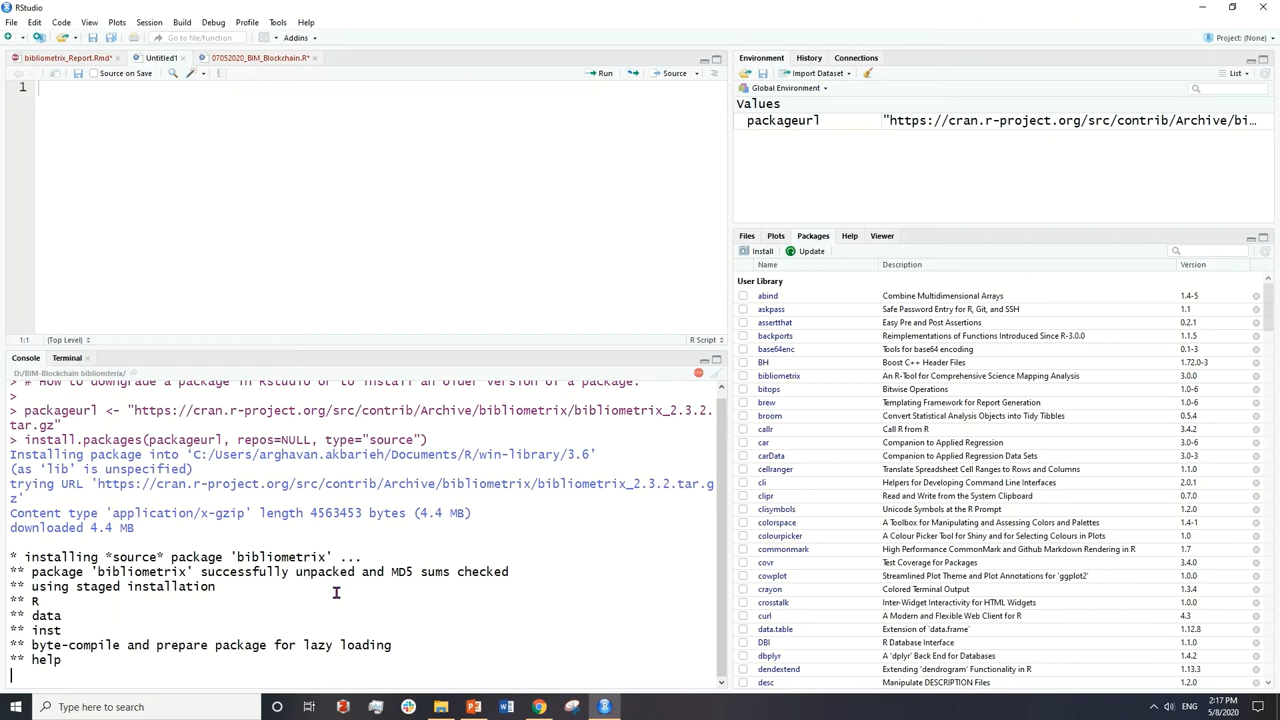 RStudio
File Edit Code View Plots Session Build Debug Profile Tools Help
Go to file/function Addins Project: (None)
bibliometrix_Report.Rmd* Untitled1 07052020_BIM_Blockchain.R*
Source on Save Run Source
1
1:1 (Top Level) R Script
Console Terminal
D:/BIM-Blockchain bibliomterix/
> # How to downgrade a package in Rstudio or to install an older version of a package.
>
> packageurl <- "https://cran.r-project.org/src/contrib/Archive/bibliometrix/bibliometrix_2.3.2.
tar.gz"
> install.packages(packageurl, repos=NULL, type="source")
Installing package into ‘C:/Users/arghavan.akbarieh/Documents/R/win-library/3.6’
(as ‘lib’ is unspecified)
trying URL 'https://cran.r-project.org/src/contrib/Archive/bibliometrix/bibliometrix_2.3.2.tar.g
z'
Content type 'application/x-gzip' length 4563453 bytes (4.4 MB)
downloaded 4.4 MB
* installing *source* package 'bibliometrix'...
** package 'bibliometrix' successfully unpacked and MD5 sums checked
** using staged installation
** R
** data
** inst
** byte-compile and prepare package for lazy loading
** help
Environment History Connections
Import Dataset List
Global Environment
Values
packageurl "https://cran.r-project.org/src/contrib/Archive/bi…
Files Plots Packages Help Viewer
Install Update
Name Description Version
User Library
abind Combine Multidimensional Arrays 1.4-5
askpass Safe Password Entry for R, Git, and SSH 1.1
assertthat Easy Pre and Post Assertions 0.2.1
backports Reimplementations of Functions Introduced Since R-3.0.0 1.1.5
base64enc Tools for base64 encoding 0.1-3
BH Boost C++ Header Files 1.72.0-3
bibliometrix An R-Tool for Comprehensive Science Mapping Analysis 3.0.0
bitops Bitwise Operations 1.0-6
brew Templating Framework for Report Generation 1.0-6
broom Convert Statistical Analysis Objects into Tidy Tibbles 0.5.4
callr Call R from R 3.4.2
car Companion to Applied Regression 3.0-6
carData Companion to Applied Regression Data Sets 3.0-3
cellranger Translate Spreadsheet Cell Ranges to Rows and Columns 1.1.0
cli Helpers for Developing Command Line Interfaces 2.0.1
clipr Read and Write from the System Clipboard 0.7.0
clisymbols Unicode Symbols at the R Prompt 1.2.0
colorspace A Toolbox for Manipulating and Assessing Colors and Palettes 1.4-1
colourpicker A Colour Picker Tool for Shiny and for Selecting Colours in Plots 1.0
commonmark High Performance CommonMark and Github Markdown Rendering in R 1.7
covr Test Coverage for Packages 3.4.0
cowplot Streamlined Plot Theme and Plot Annotations for 'ggplot2' 1.0.0
crayon Colored Terminal Output 1.3.4
crosstalk Inter-Widget Interactivity for HTML Widgets 1.0.0
curl A Modern and Flexible Web Client for R 4.3
data.table Extension of `data.frame` 1.12.8
DBI R Database Interface 1.1.0
dbplyr A 'dplyr' Back End for Databases 1.4.2
dendextend Extending 'dendrogram' Functionality in R 1.13.3
desc Manipulate DESCRIPTION Files 1.2.0
Type here to search
ENG
2:17 PM
5/8/2020